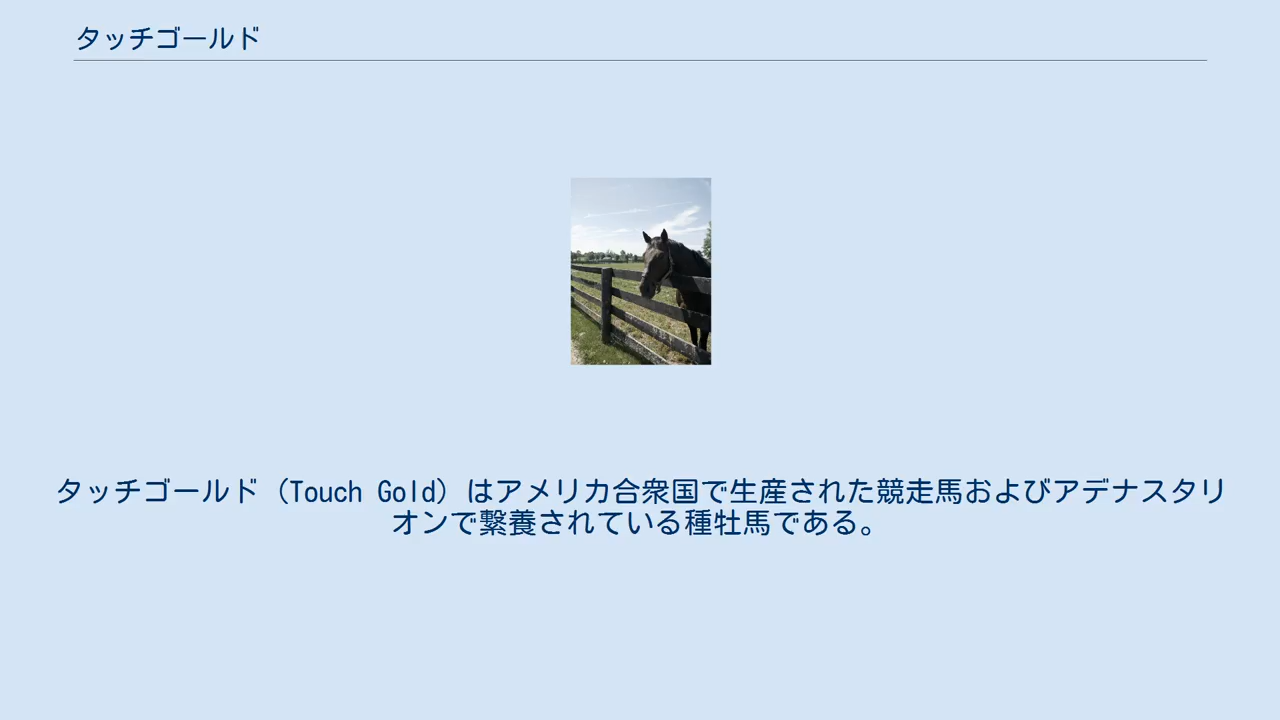 タッチゴールド
タッチゴールド（Touch Gold）はアメリカ合衆国で生産された競走馬およびアデナスタリ
オンで繋養されている種牡馬である。